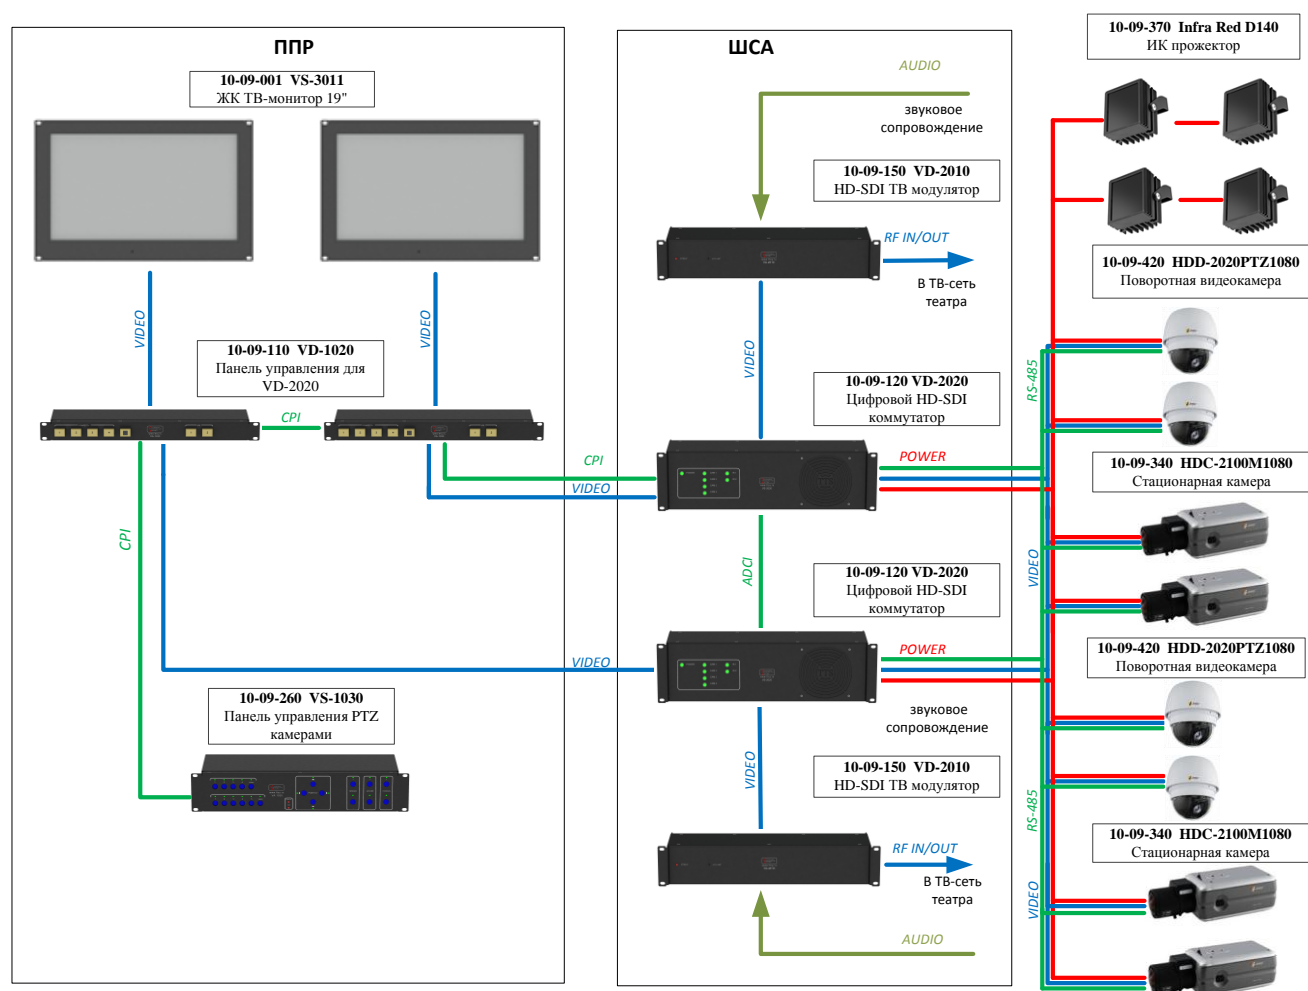 ППР
10-09-001 VS-3011
ЖК ТВ-монитор 19"
VIDEO
VIDEO
10-09-110 VD-1020
Панель управления для
VD-2020
CPI
CPI
VIDEO
CPI
VIDEO
10-09-260 VS-1030
Панель управления PTZ
камерами
ШСА
AUDIO
звуковое
сопровождение
10-09-150 VD-2010
HD-SDI ТВ модулятор
RF IN/OUT
В ТВ-сеть
театра
VIDEO
10-09-120 VD-2020
Цифровой HD-SDI
коммутатор
POWER
ADCI
10-09-120 VD-2020
Цифровой HD-SDI
коммутатор
POWER
звуковое
сопровождение
VIDEO
10-09-150 VD-2010
HD-SDI ТВ модулятор
RF IN/OUT
В ТВ-сеть
театра
AUDIO
10-09-370 Infra Red D140
ИК прожектор
10-09-420 HDD-2020PTZ1080
Поворотная видеокамера
RS-485
10-09-340 HDC-2100M1080
Стационарная камера
VIDEO
10-09-420 HDD-2020PTZ1080
Поворотная видеокамера
RS-485
10-09-340 HDC-2100M1080
Стационарная камера
VIDEO